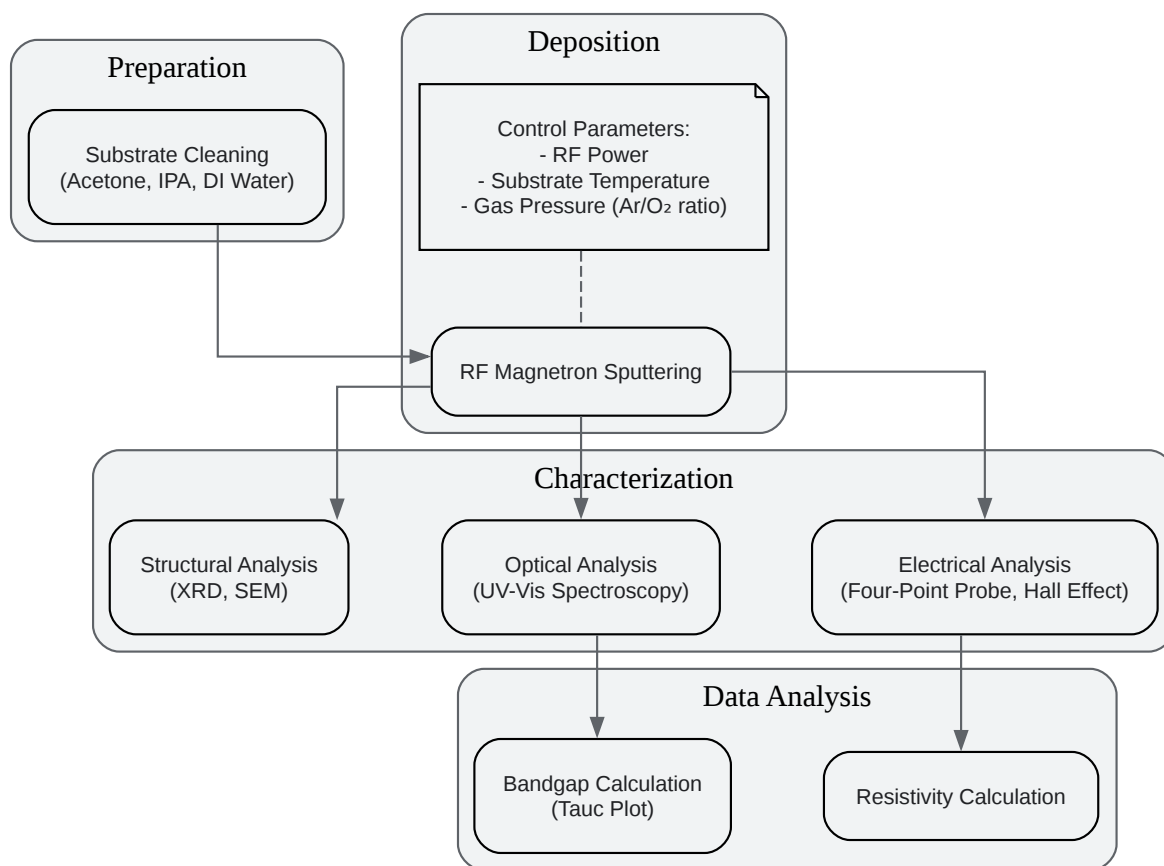 Preparation
Substrate Cleaning
(Acetone, IPA, DI Water)
Deposition
Control Parameters:
- RF Power
- Substrate Temperature
- Gas Pressure (Ar/O₂ ratio)
RF Magnetron Sputtering
Characterization
Structural Analysis
(XRD, SEM)
Optical Analysis
(UV-Vis Spectroscopy)
Electrical Analysis
(Four-Point Probe, Hall Effect)
Data Analysis
Bandgap Calculation
(Tauc Plot)
Resistivity Calculation